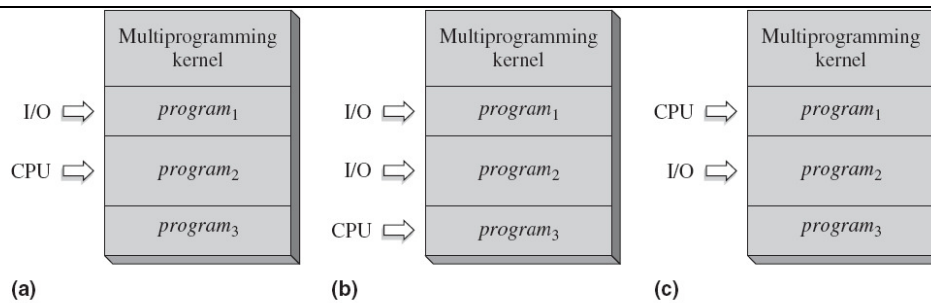 Multiprogramming
kernel
I/O
program₁
CPU
program₂
program₃
(a)
Multiprogramming
kernel
I/O
program₁
I/O
program₂
CPU
program₃
(b)
Multiprogramming
kernel
CPU
program₁
I/O
program₂
program₃
(c)